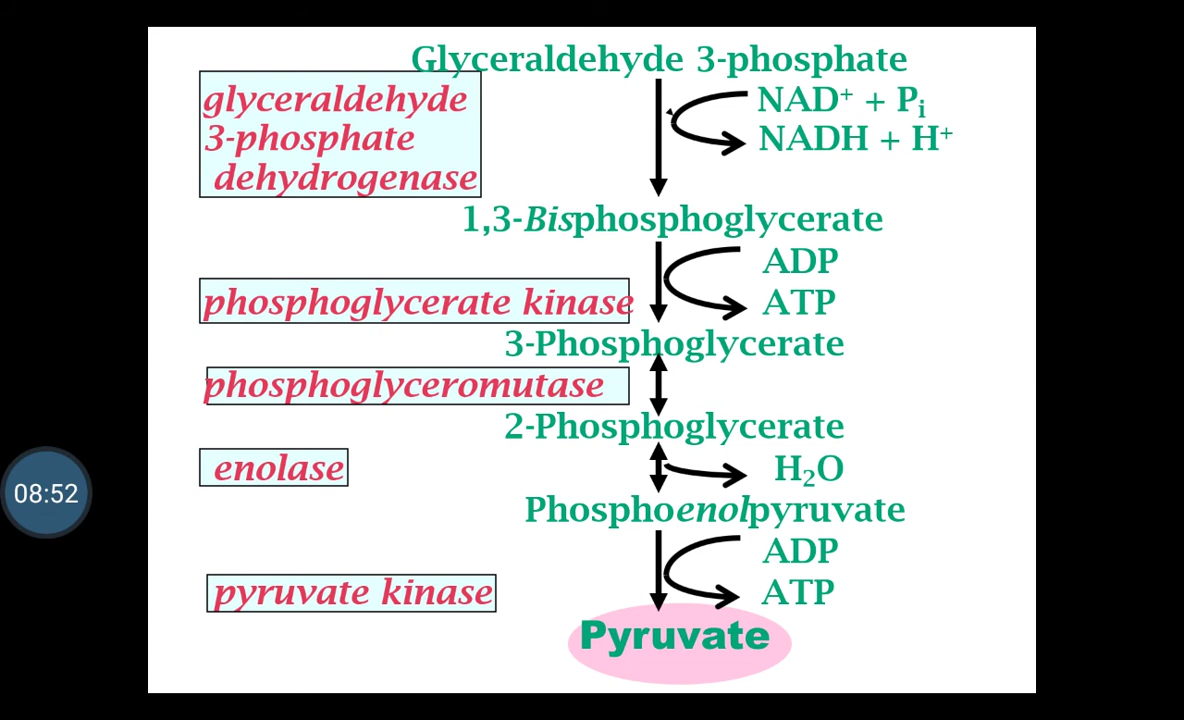 Glyceraldehyde 3-phosphate
glyceraldehyde
3-phosphate
dehydrogenase
NAD⁺ + Pᵢ
NADH + H⁺
1,3-Bisphosphoglycerate
phosphoglycerate kinase
ADP
ATP
3-Phosphoglycerate
phosphoglyceromutase
2-Phosphoglycerate
enolase
H₂O
Phosphoenolpyruvate
pyruvate kinase
ADP
ATP
Pyruvate
08:52